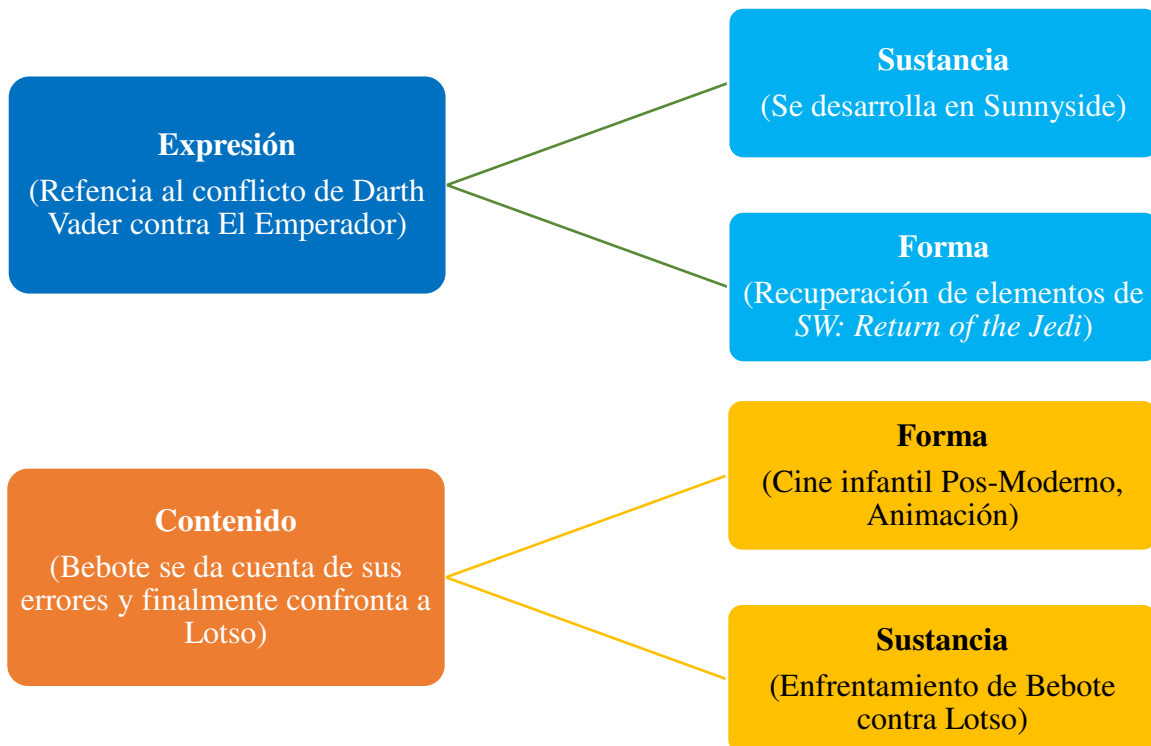 Expresión
(Refencia al conflicto de Darth
Vader contra El Emperador)
Sustancia
(Se desarrolla en Sunnyside)
Forma
(Recuperación de elementos de
SW: Return of the Jedi)
Contenido
(Bebote se da cuenta de sus
errores y finalmente confronta a
Lotso)
Forma
(Cine infantil Pos-Moderno,
Animación)
Sustancia
(Enfrentamiento de Bebote
contra Lotso)